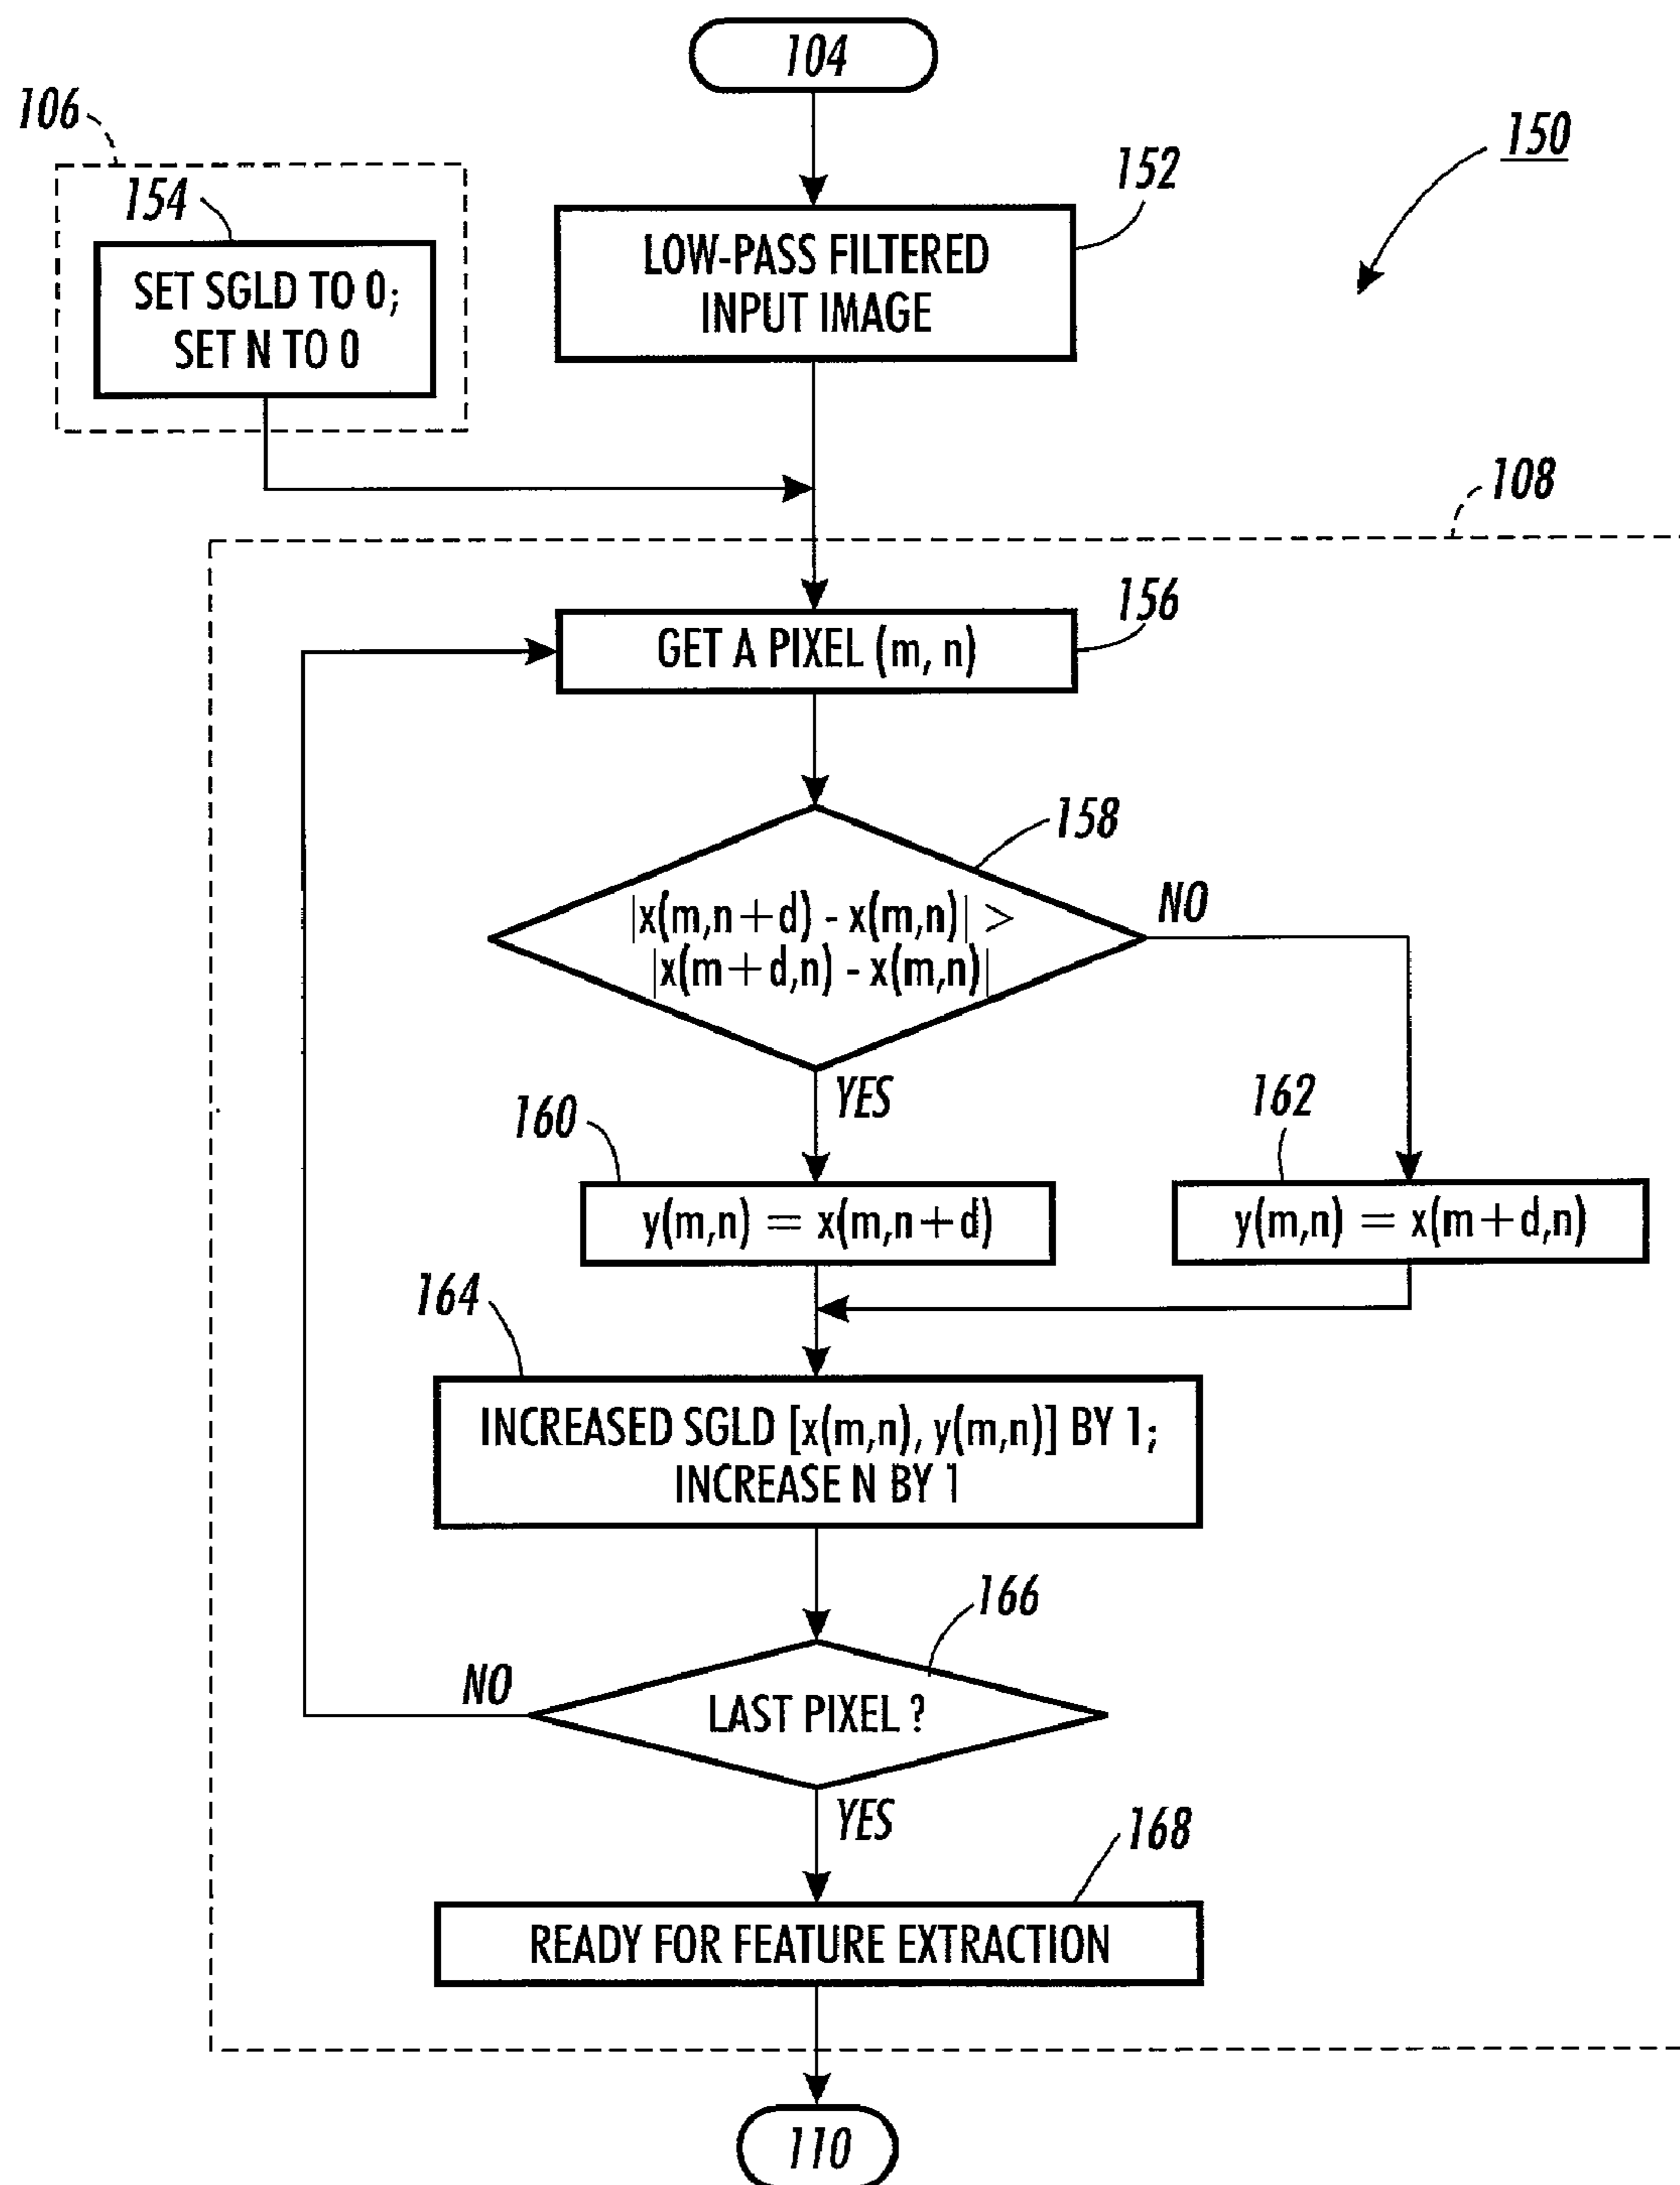 104
106
150
152
154
LOW-PASS FILTERED
INPUT IMAGE
SET SGLD TO 0;
SET N TO 0
108
156
GET A PIXEL (m, n)
158
|x(m,n+d) - x(m,n)| >
|x(m+d,n) - x(m,n)|
NO
YES
160
162
y(m,n) = x(m,n+d)
y(m,n) = x(m+d,n)
164
INCREASED SGLD [x(m,n), y(m,n)] BY 1;
INCREASE N BY 1
166
NO
LAST PIXEL ?
YES
168
READY FOR FEATURE EXTRACTION
110